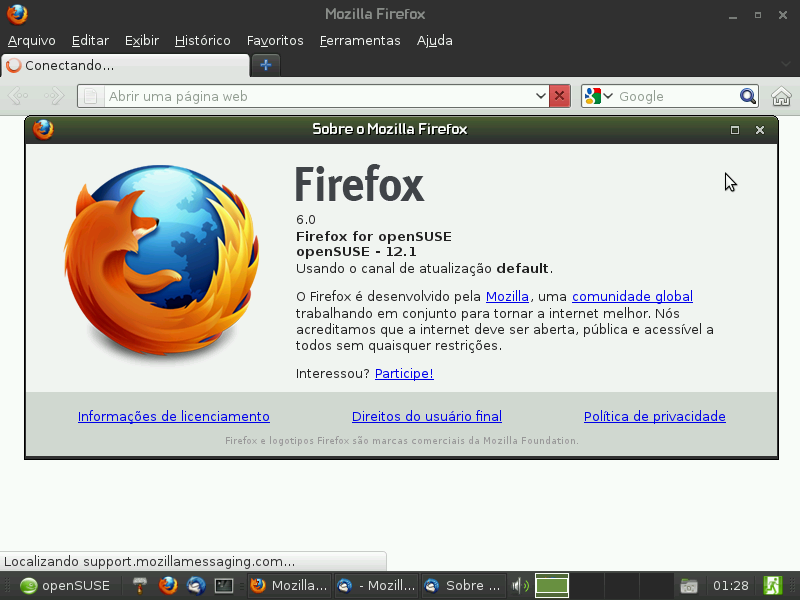 Mozilla Firefox
Arquivo Editar Exibir Histórico Favoritos Ferramentas Ajuda
Conectando...
Abrir uma página web
Google
Sobre o Mozilla Firefox
Firefox
6.0
Firefox for openSUSE
openSUSE - 12.1
Usando o canal de atualização default.
O Firefox é desenvolvido pela Mozilla, uma comunidade global
trabalhando em conjunto para tornar a internet melhor. Nós
acreditamos que a internet deve ser aberta, pública e acessível a
todos sem quaisquer restrições.
Interessou? Participe!
Informações de licenciamento Direitos do usuário final Política de privacidade
Firefox e logotipos Firefox são marcas comerciais da Mozilla Foundation.
Localizando support.mozillamessaging.com...
openSUSE Mozilla... - Mozill... Sobre ... 01:28